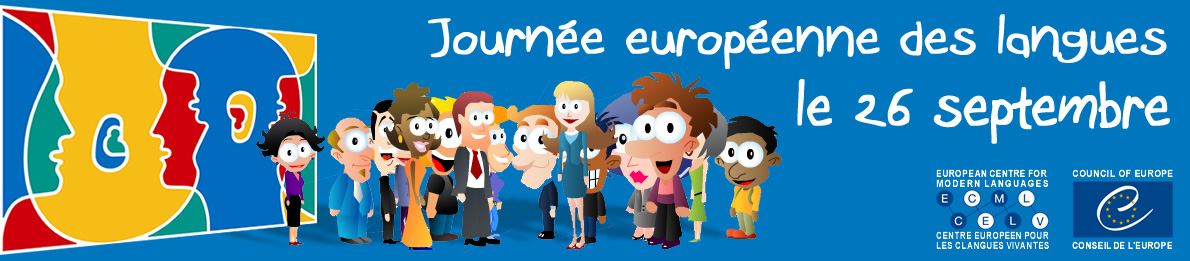 Journée européenne des langues
le 26 septembre
EUROPEAN CENTRE FOR
MODERN LANGUAGES
E C M L
C E L V
CENTRE EUROPEEN POUR
LES CLANGUES VIVANTES
COUNCIL OF EUROPE
CONSEIL DE L'EUROPE